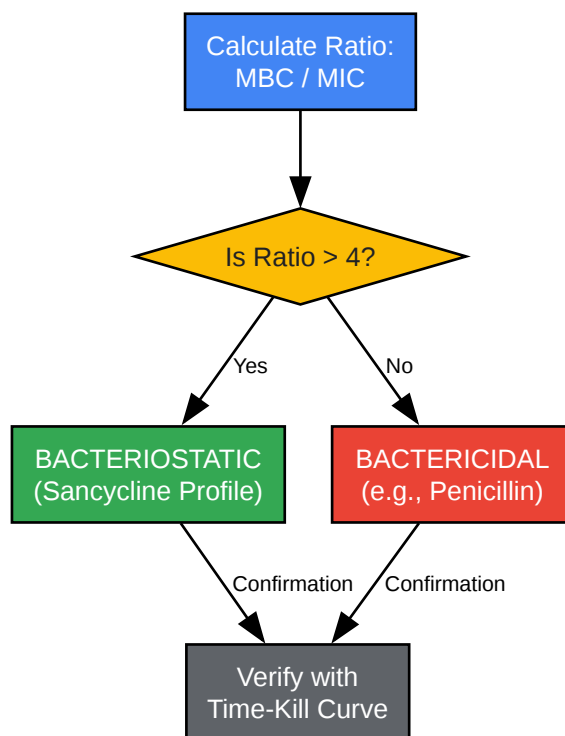 Calculate Ratio:
MBC / MIC
Is Ratio > 4?
Yes
No
BACTERIOSTATIC
(Sancycline Profile)
BACTERICIDAL
(e.g., Penicillin)
Confirmation
Confirmation
Verify with
Time-Kill Curve